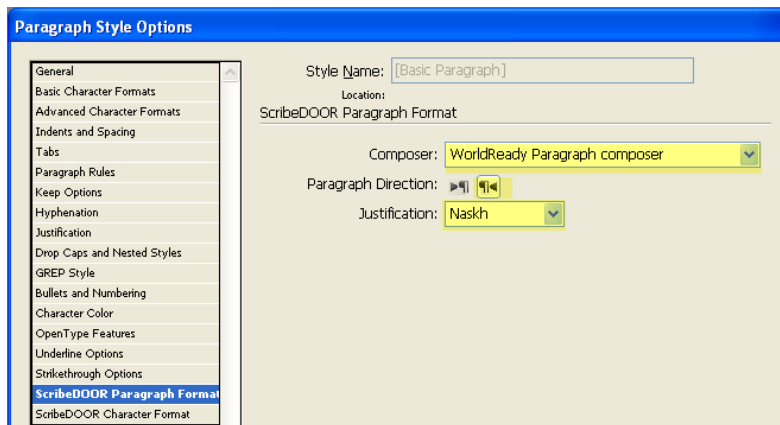 Paragraph Style Options
General
Basic Character Formats
Advanced Character Formats
Indents and Spacing
Tabs
Paragraph Rules
Keep Options
Hyphenation
Justification
Drop Caps and Nested Styles
GREP Style
Bullets and Numbering
Character Color
OpenType Features
Underline Options
Strikethrough Options
ScribeDOOR Paragraph Format
ScribeDOOR Character Format
Style Name: [Basic Paragraph]
Location:
ScribeDOOR Paragraph Format
Composer: WorldReady Paragraph composer
Paragraph Direction: ▸¶ ¶◂
Justification: Naskh